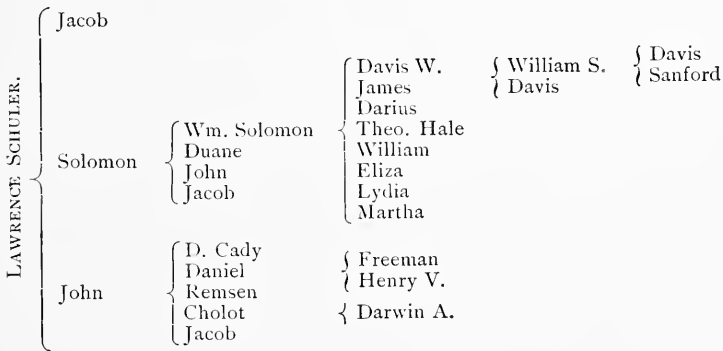 LAWRENCE SCHULER.
Jacob
Solomon
Wm. Solomon
Duane
John
Jacob
Davis W.
James
Darius
Theo. Hale
William
Eliza
Lydia
Martha
William S.
Davis
Davis
Sanford
John
D. Cady
Daniel
Remsen
Cholot
Jacob
Freeman
Henry V.
Darwin A.